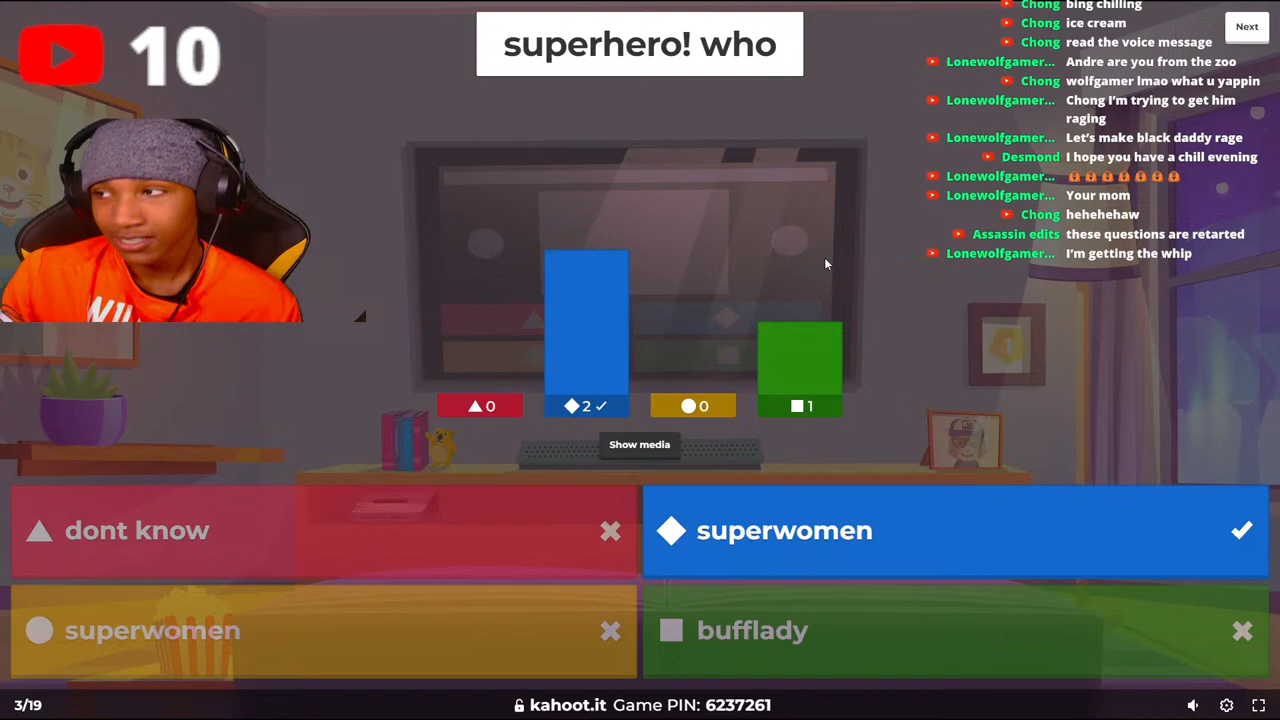 10
superhero! who
Next
Chong bing chilling
Chong ice cream
Chong read the voice message
Lonewolfgamer... Andre are you from the zoo
Chong wolfgamer lmao what u yappin
Lonewolfgamer... Chong I'm trying to get him
raging
Lonewolfgamer... Let's make black daddy rage
Desmond I hope you have a chill evening
Lonewolfgamer...
Lonewolfgamer... Your mom
Chong hehehehaw
Assassin edits these questions are retarted
Lonewolfgamer... I'm getting the whip
0
2
0
1
Show media
dont know
superwomen
superwomen
bufflady
3/19
kahoot.it Game PIN: 6237261